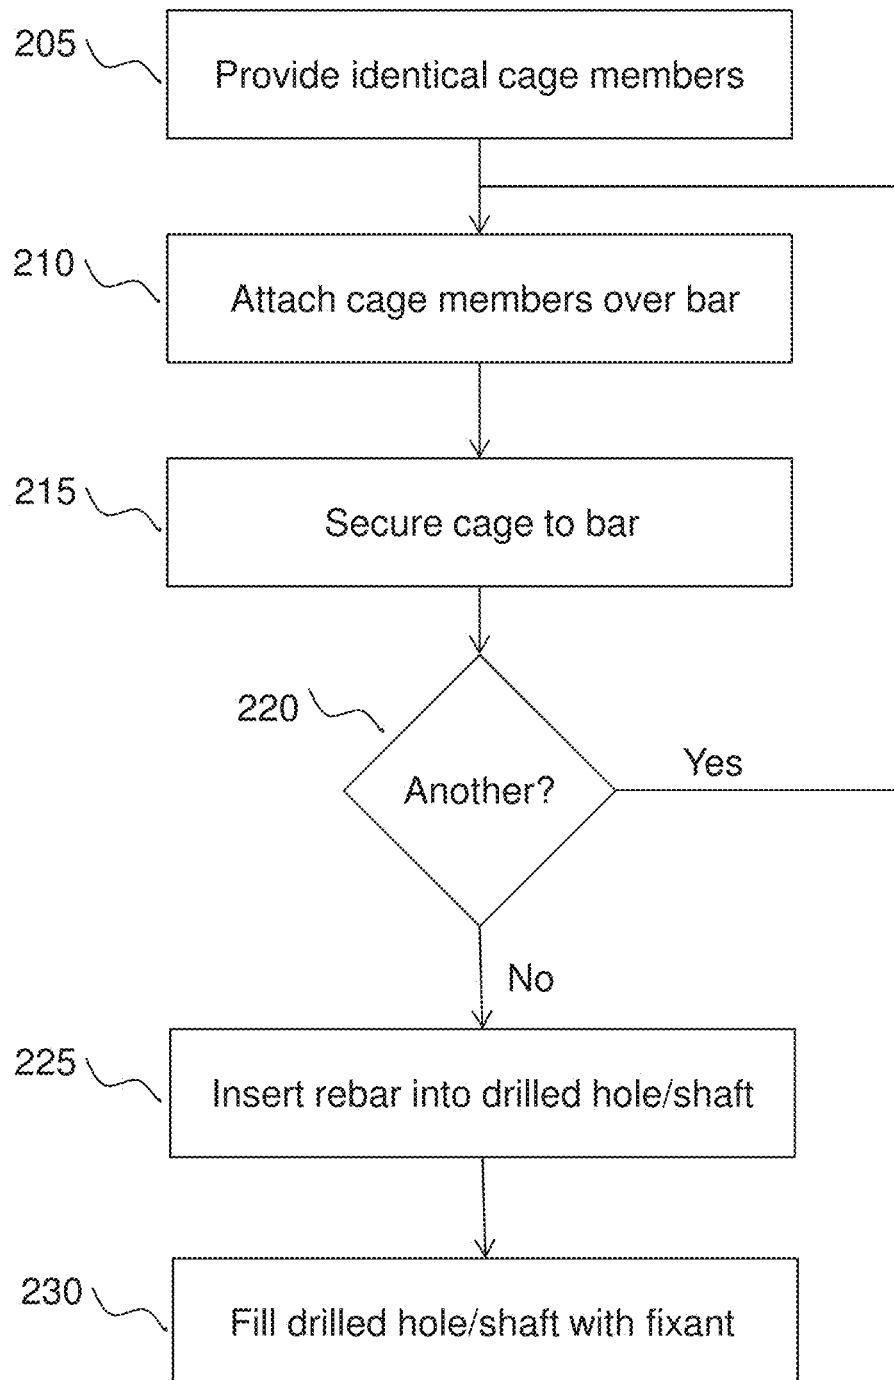 205
Provide identical cage members
210
Attach cage members over bar
215
Secure cage to bar
220
Another?
Yes
No
225
Insert rebar into drilled hole/shaft
230
Fill drilled hole/shaft with fixant